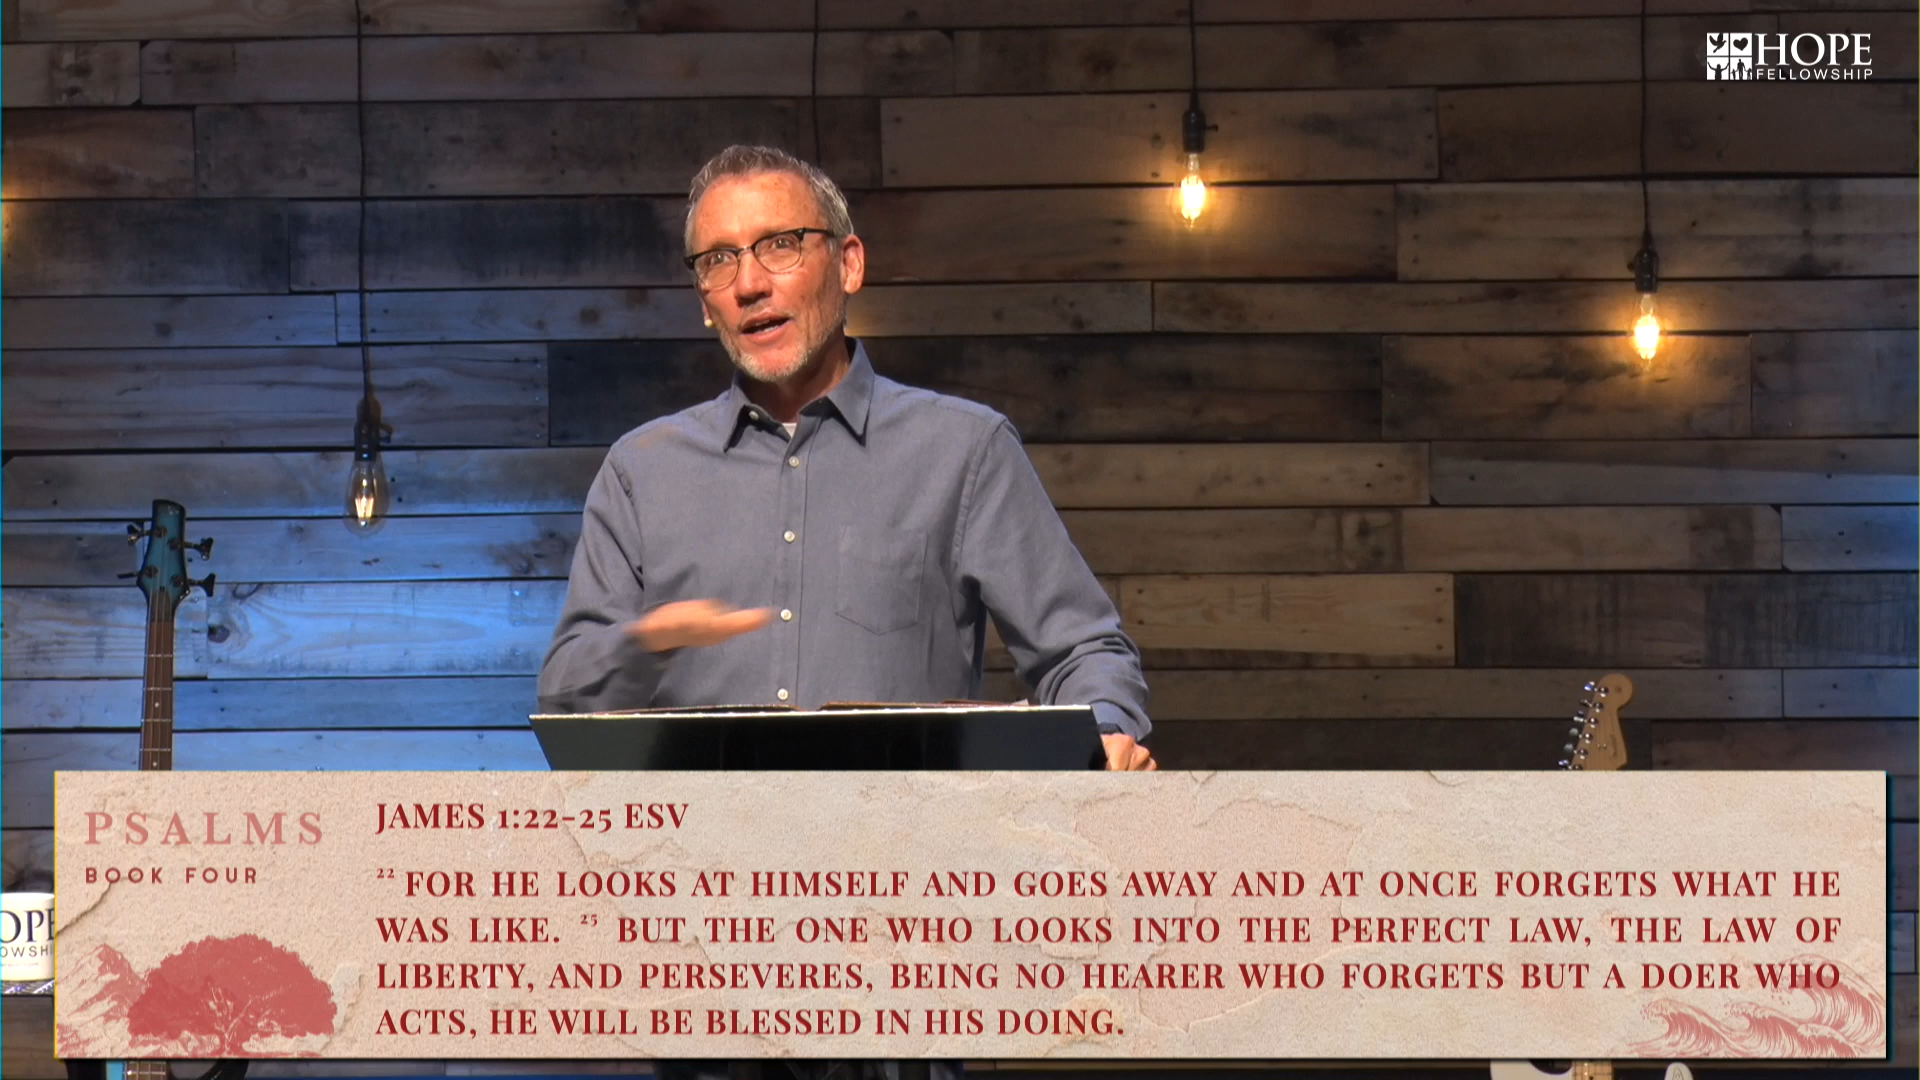 HOPE
FELLOWSHIP
PSALMS
BOOK FOUR
JAMES 1:22-25 ESV
22 FOR HE LOOKS AT HIMSELF AND GOES AWAY AND AT ONCE FORGETS WHAT HE
WAS LIKE. 25 BUT THE ONE WHO LOOKS INTO THE PERFECT LAW, THE LAW OF
LIBERTY, AND PERSEVERES, BEING NO HEARER WHO FORGETS BUT A DOER WHO
ACTS, HE WILL BE BLESSED IN HIS DOING.
OPE
OWSH